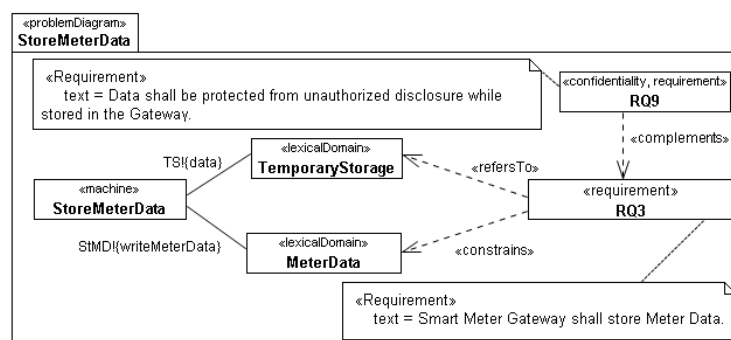 «problemDiagram»
StoreMeterData
«Requirement»
text = Data shall be protected from unauthorized disclosure while
stored in the Gateway.
«confidentiality, requirement»
RQ9
«complements»
«lexicalDomain»
TemporaryStorage
TS!{data}
«refersTo»
«machine»
StoreMeterData
«requirement»
RQ3
StMD!{writeMeterData}
«lexicalDomain»
MeterData
«constrains»
«Requirement»
text = Smart Meter Gateway shall store Meter Data.